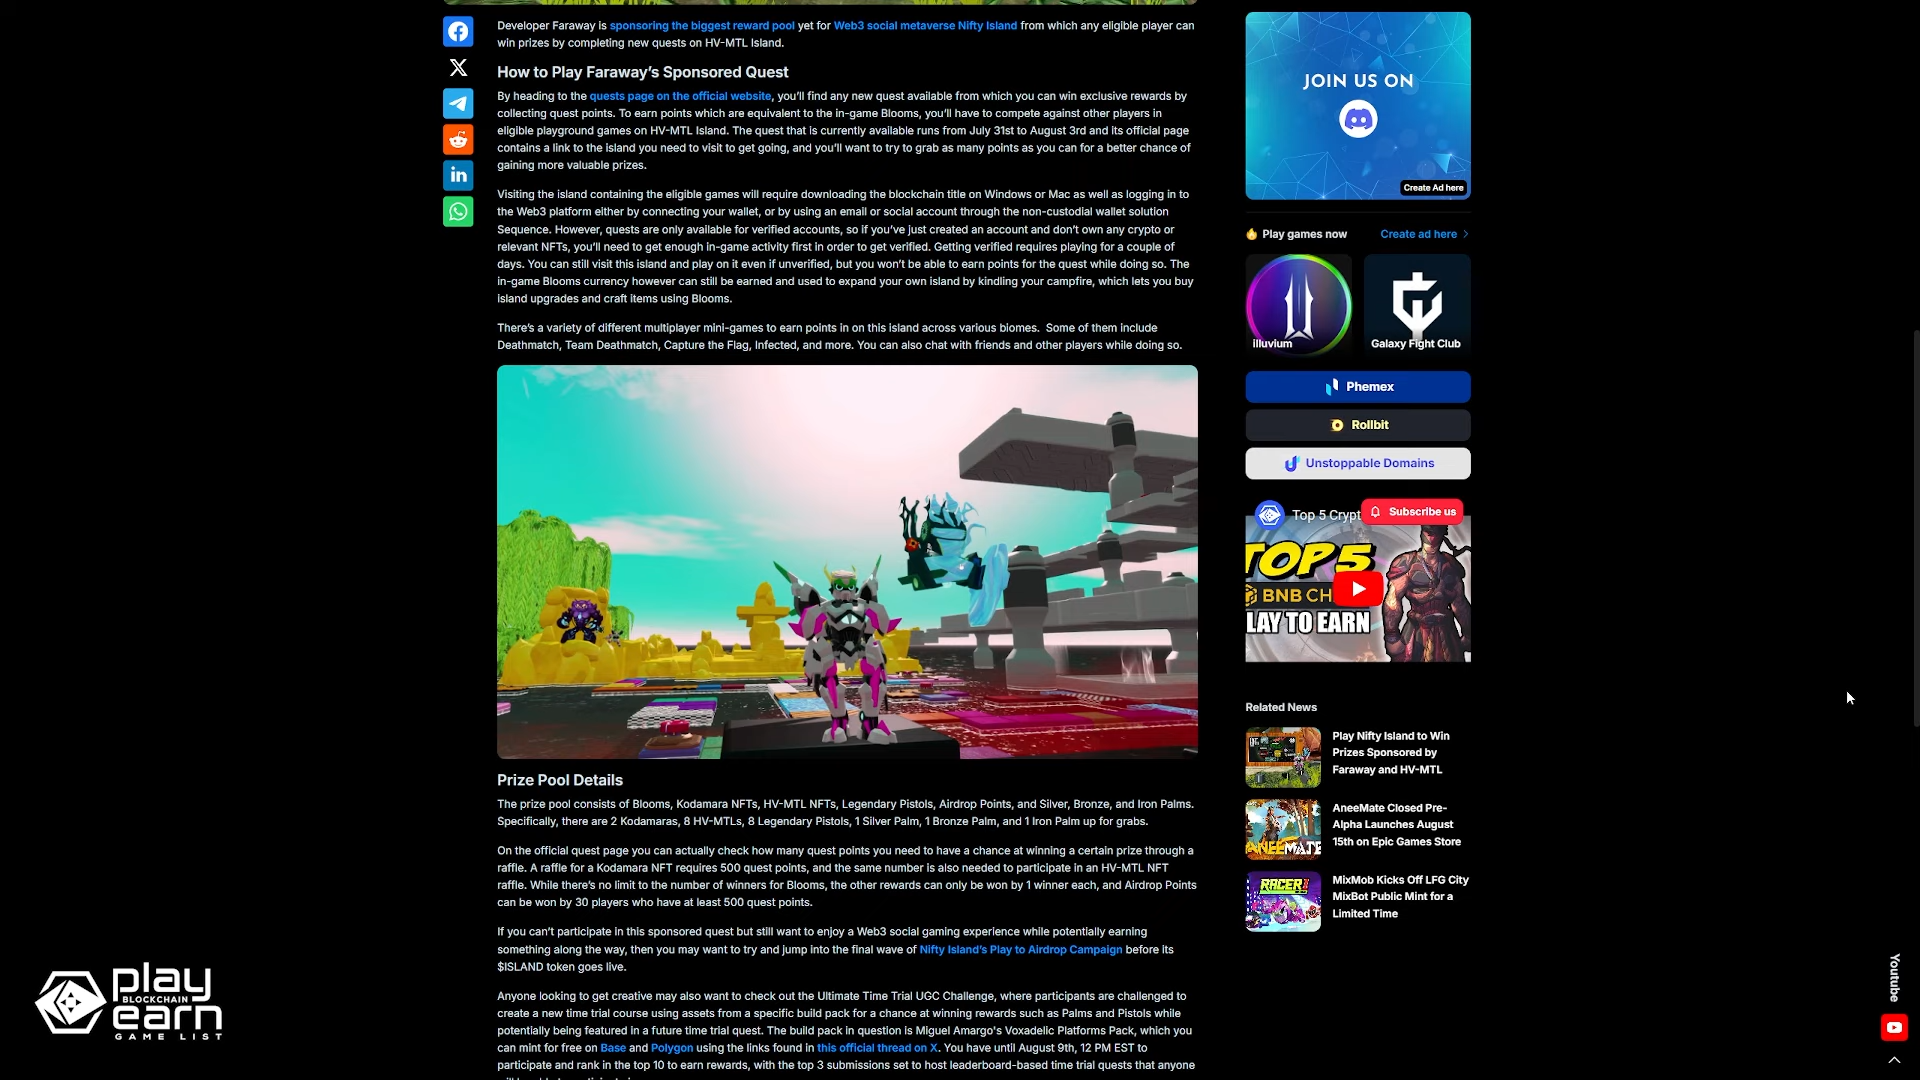 Developer Faraway is sponsoring the biggest reward pool yet for Web3 social metaverse Nifty Island from which any eligible player can
win prizes by completing new quests on HV-MTL Island.
How to Play Faraway's Sponsored Quest
By heading to the quests page on the official website, you'll find any new quest available from which you can win exclusive rewards by
collecting quest points. To earn points which are equivalent to the in-game Blooms, you'll have to compete against other players in
eligible playground games on HV-MTL Island. The quest that is currently available runs from July 31st to August 3rd and its official page
contains a link to the island you need to visit to get going, and you'll want to try to grab as many points as you can for a better chance of
gaining more valuable prizes.
Visiting the island containing the eligible games will require downloading the blockchain title on Windows or Mac as well as logging in to
the Web3 platform either by connecting your wallet, or by using an email or social account through the non-custodial wallet solution
Sequence. However, quests are only available for verified accounts, so if you've just created an account and don't own any crypto or
relevant NFTs, you'll need to get enough in-game activity first in order to get verified. Getting verified requires playing for a couple of
days. You can still visit this island and play on it even if unverified, but you won't be able to earn points for the quest while doing so. The
in-game Blooms currency however can still be earned and used to expand your own island by kindling your campfire, which lets you buy
island upgrades and craft items using Blooms.
There's a variety of different multiplayer mini-games to earn points in on this island across various biomes. Some of them include
Deathmatch, Team Deathmatch, Capture the Flag, Infected, and more. You can also chat with friends and other players while doing so.
Prize Pool Details
The prize pool consists of Blooms, Kodamara NFTs, HV-MTL NFTs, Legendary Pistols, Airdrop Points, and Silver, Bronze, and Iron Palms.
Specifically, there are 2 Kodamaras, 8 HV-MTLs, 8 Legendary Pistols, 1 Silver Palm, 1 Bronze Palm, and 1 Iron Palm up for grabs.
On the official quest page you can actually check how many quest points you need to have a chance at winning a certain prize through a
raffle. A raffle for a Kodamara NFT requires 500 quest points, and the same number is also needed to participate in an HV-MTL NFT
raffle. While there's no limit to the number of winners for Blooms, the other rewards can only be won by 1 winner each, and Airdrop Points
can be won by 30 players who have at least 500 quest points.
If you can't participate in this sponsored quest but still want to enjoy a Web3 social gaming experience while potentially earning
something along the way, then you may want to try and jump into the final wave of Nifty Island's Play to Airdrop Campaign before its
$ISLAND token goes live.
Anyone looking to get creative may also want to check out the Ultimate Time Trial UGC Challenge, where participants are challenged to
create a new time trial course using assets from a specific build pack for a chance at winning rewards such as Palms and Pistols while
potentially being featured in a future time trial quest. The build pack in question is Miguel Amargo's Voxadelic Platforms Pack, which you
can mint for free on Base and Polygon using the links found in this official thread on X. You have until August 9th, 12 PM EST to
participate and rank in the top 10 to earn rewards, with the top 3 submissions set to host leaderboard-based time trial quests that anyone
JOIN US ON
Create Ad here
Play games now
Create ad here
Illuvium
Galaxy Fight Club
Phemex
Rollbit
Unstoppable Domains
Top 5 Crypt
Subscribe us
TOP 5
BNB CH
LAY TO EARN
Related News
Play Nifty Island to Win
Prizes Sponsored by
Faraway and HV-MTL
AneeMate Closed Pre-
Alpha Launches August
15th on Epic Games Store
MixMob Kicks Off LFG City
MixBot Public Mint for a
Limited Time
Youtube
play
BLOCKCHAIN
earn
GAME LIST